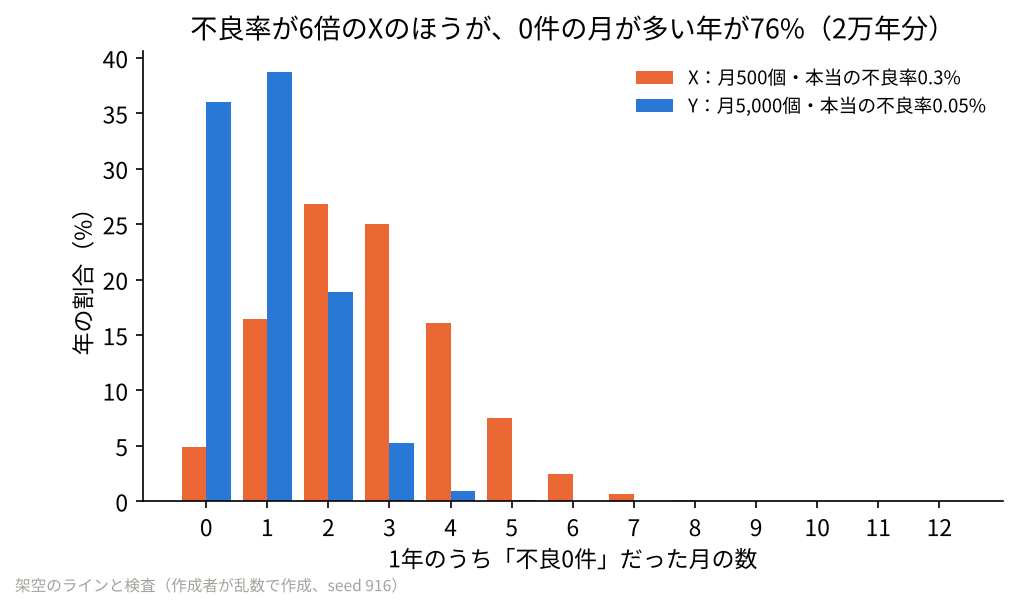 不良率が6倍のXのほうが、0件の月が多い年が76%（2万年分）
X：月500個・本当の不良率0.3%
Y：月5,000個・本当の不良率0.05%
年の割合（%）
40
35
30
25
20
15
10
5
0
0 1 2 3 4 5 6 7 8 9 10 11 12
1年のうち「不良0件」だった月の数
架空のラインと検査（作成者が乱数で作成、seed 916）